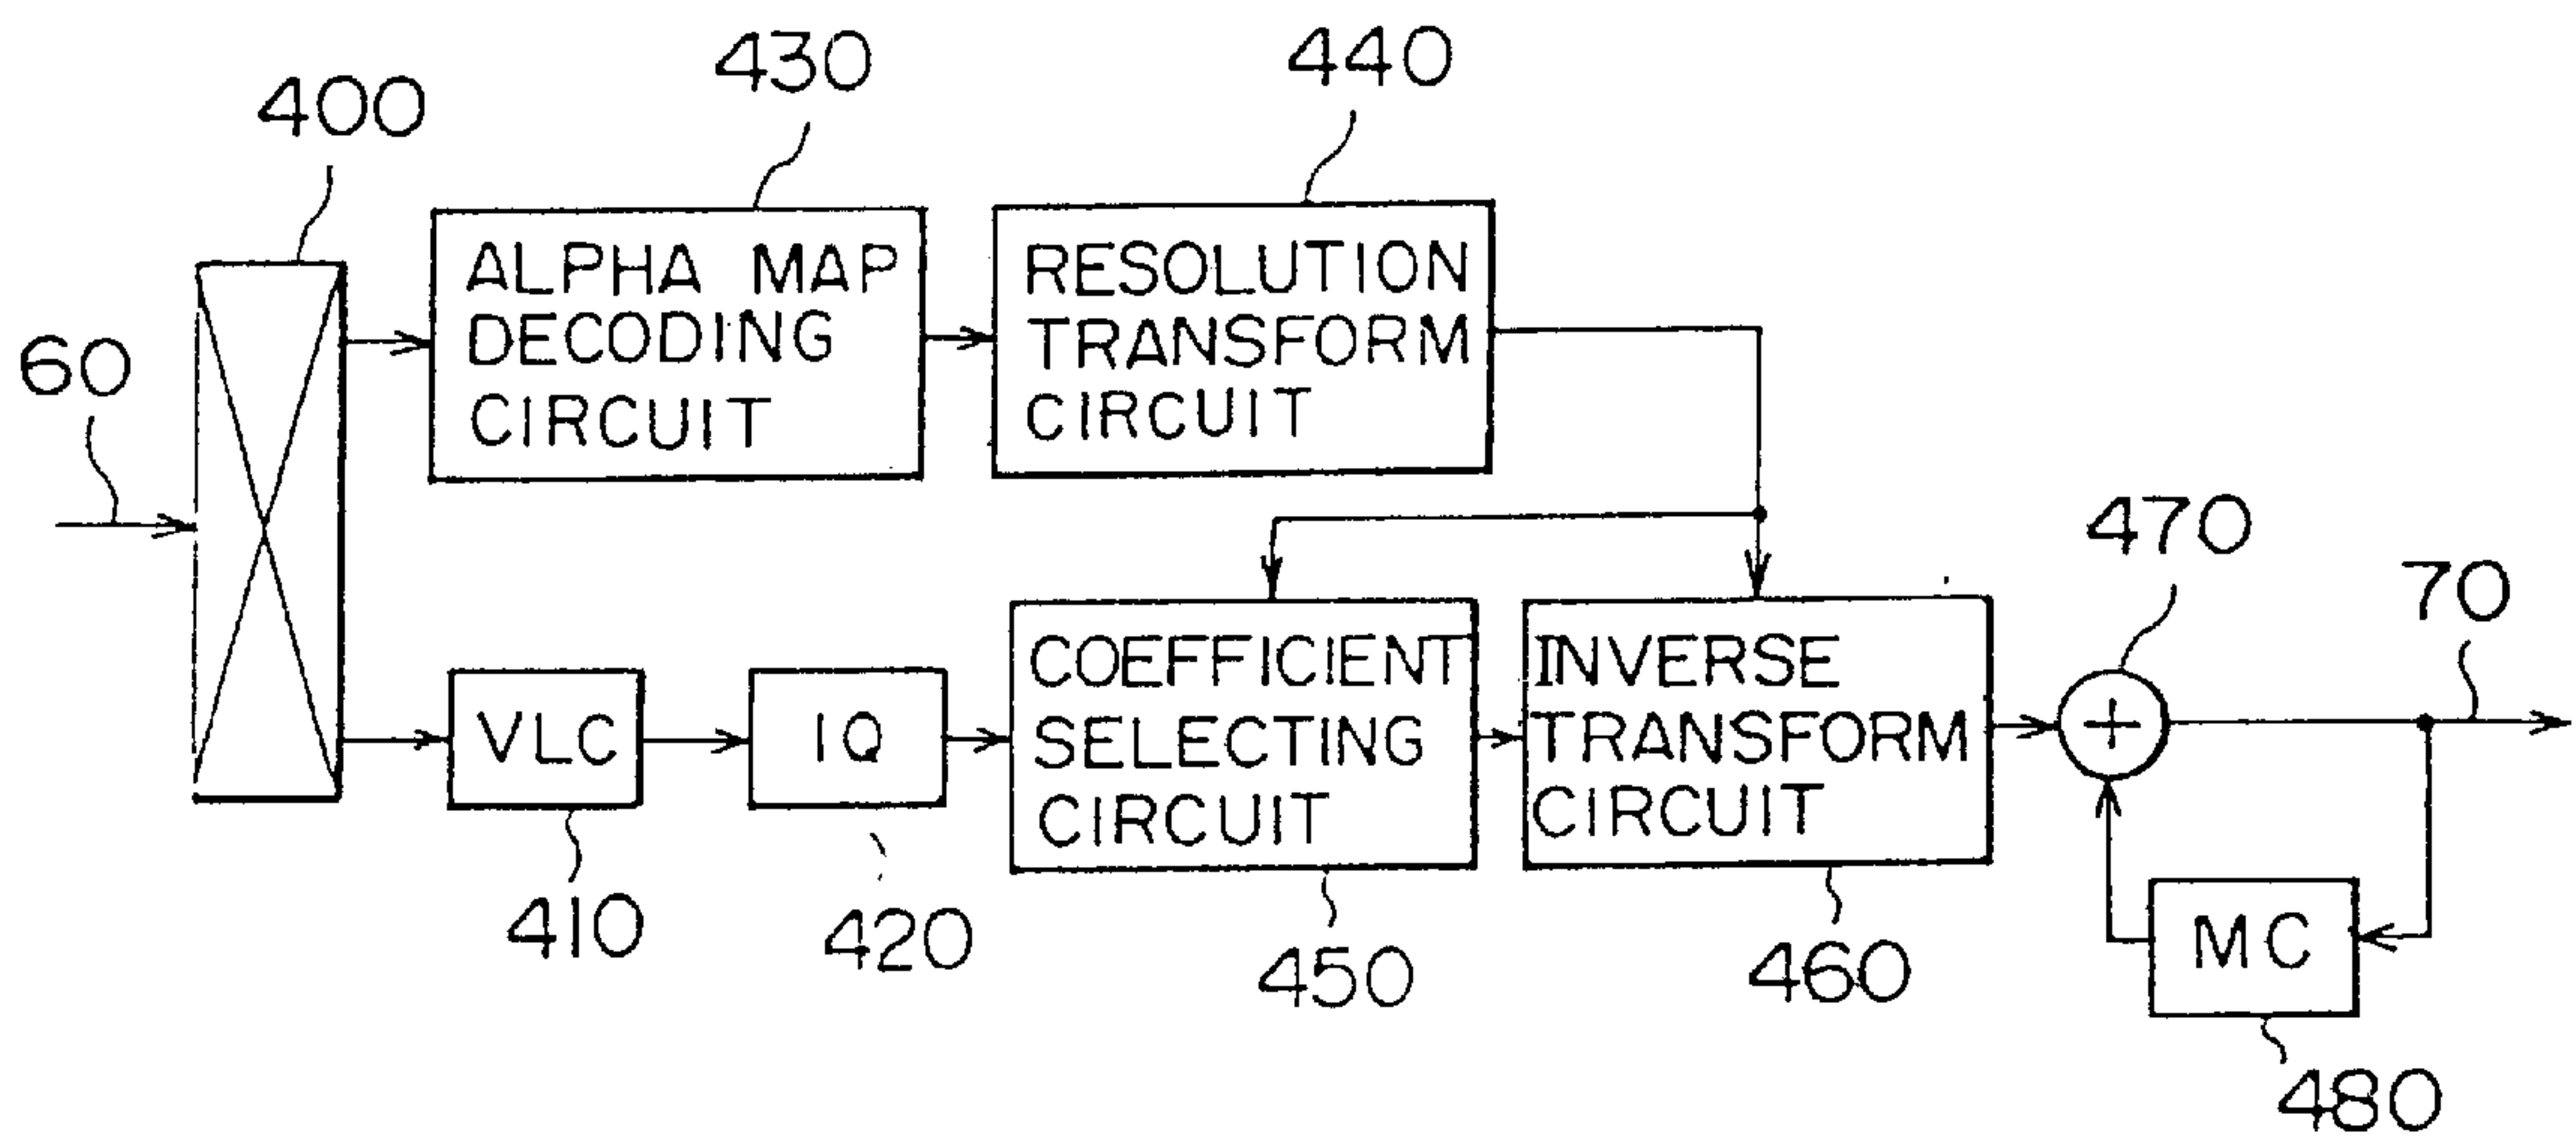 430
440
400
ALPHA MAP
DECODING
CIRCUIT
RESOLUTION
TRANSFORM
CIRCUIT
60
470
70
VLC
IQ
COEFFICIENT
SELECTING
CIRCUIT
INVERSE
TRANSFORM
CIRCUIT
+
410
420
450
460
MC
480